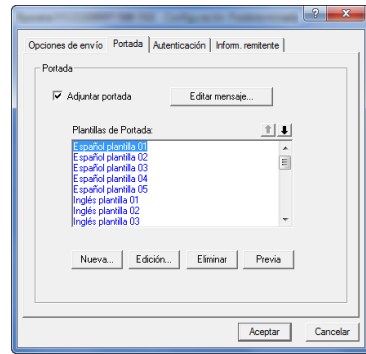 Opciones de envío Portada Autenticación Inform. remitente
Portada
Adjuntar portada Editar mensaje...
Plantillas de Portada:
Español plantilla 01
Español plantilla 02
Español plantilla 03
Español plantilla 04
Español plantilla 05
Inglés plantilla 01
Inglés plantilla 02
Inglés plantilla 03
Nueva... Edición... Eliminar Previa
Aceptar Cancelar